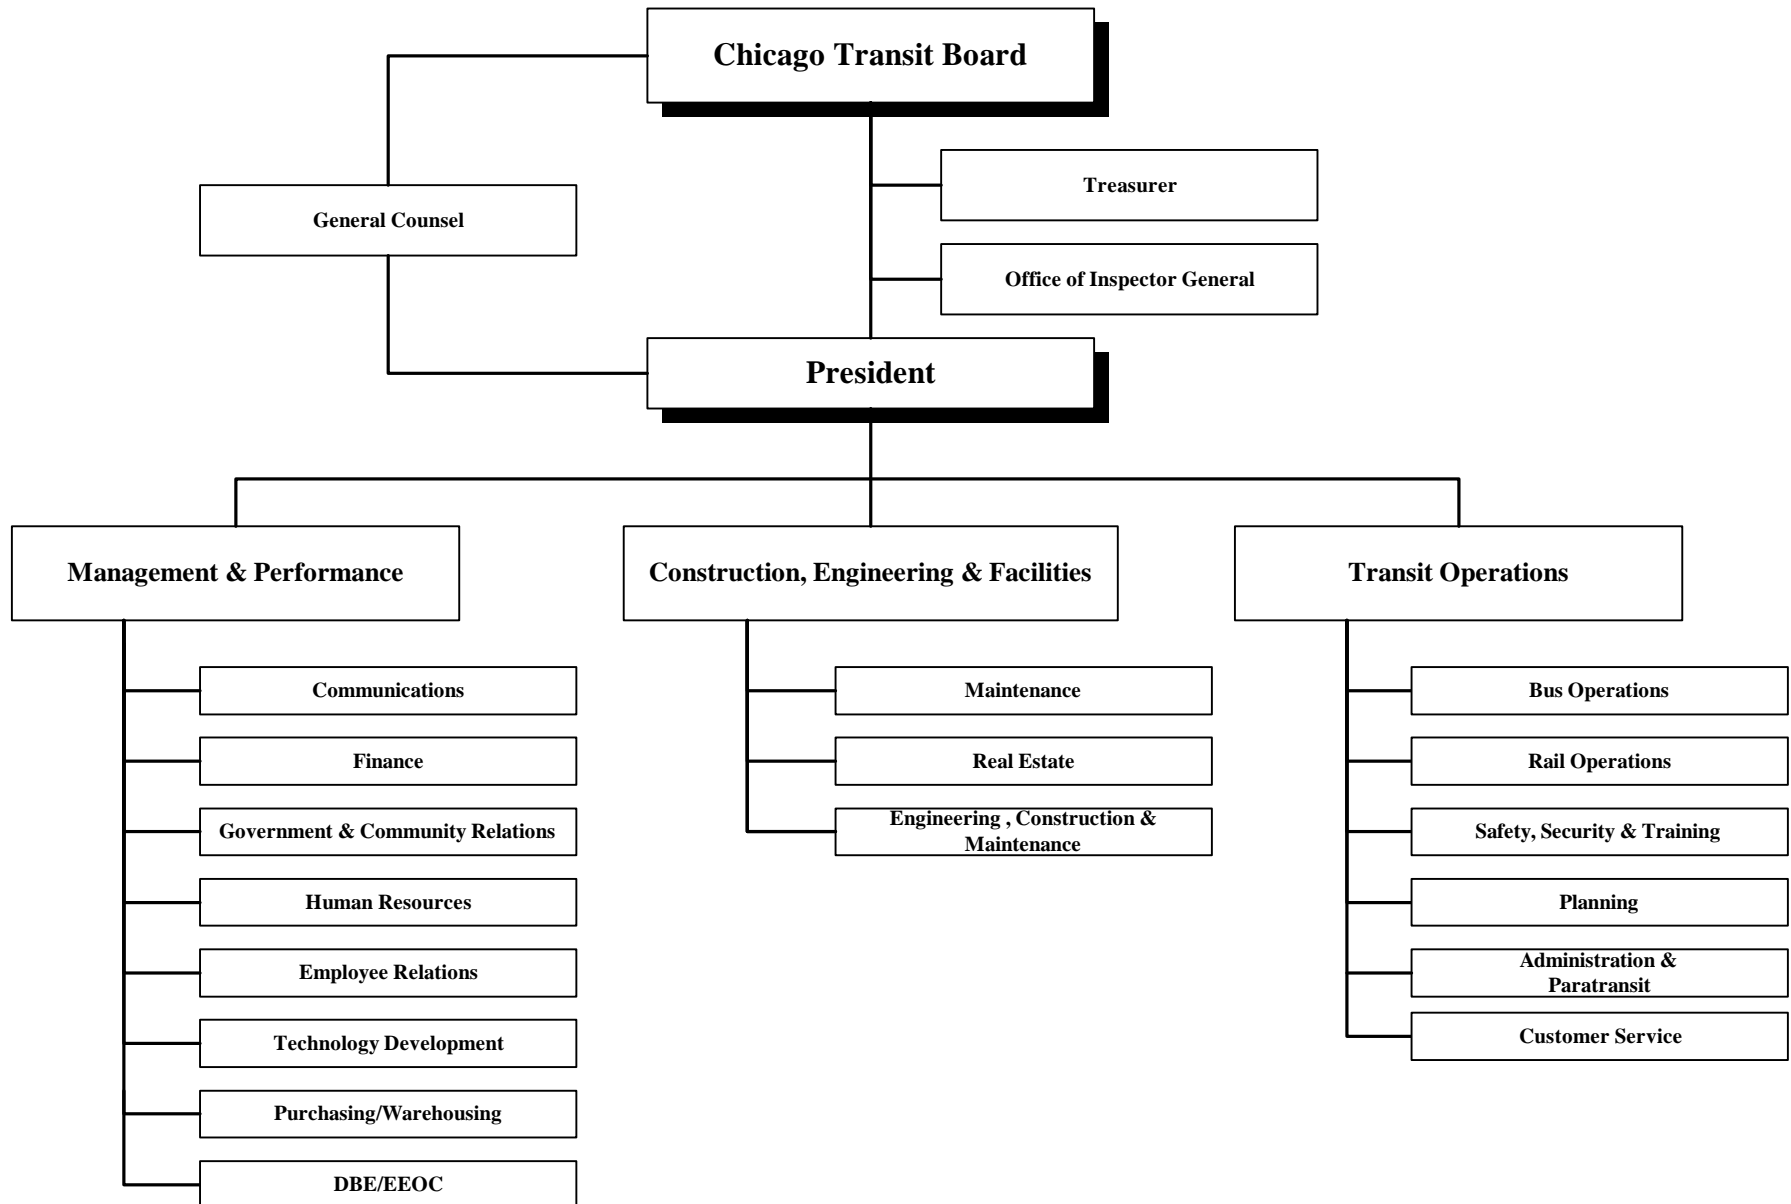 Chicago Transit Board
Treasurer
General Counsel
Office of Inspector General
President
Management & Performance
Construction, Engineering & Facilities
Transit Operations
Communications
Finance
Government & Community Relations
Human Resources
Employee Relations
Technology Development
Purchasing/Warehousing
DBE/EEOC
Maintenance
Real Estate
Engineering , Construction &
Maintenance
Bus Operations
Rail Operations
Safety, Security & Training
Planning
Administration &
Paratransit
Customer Service